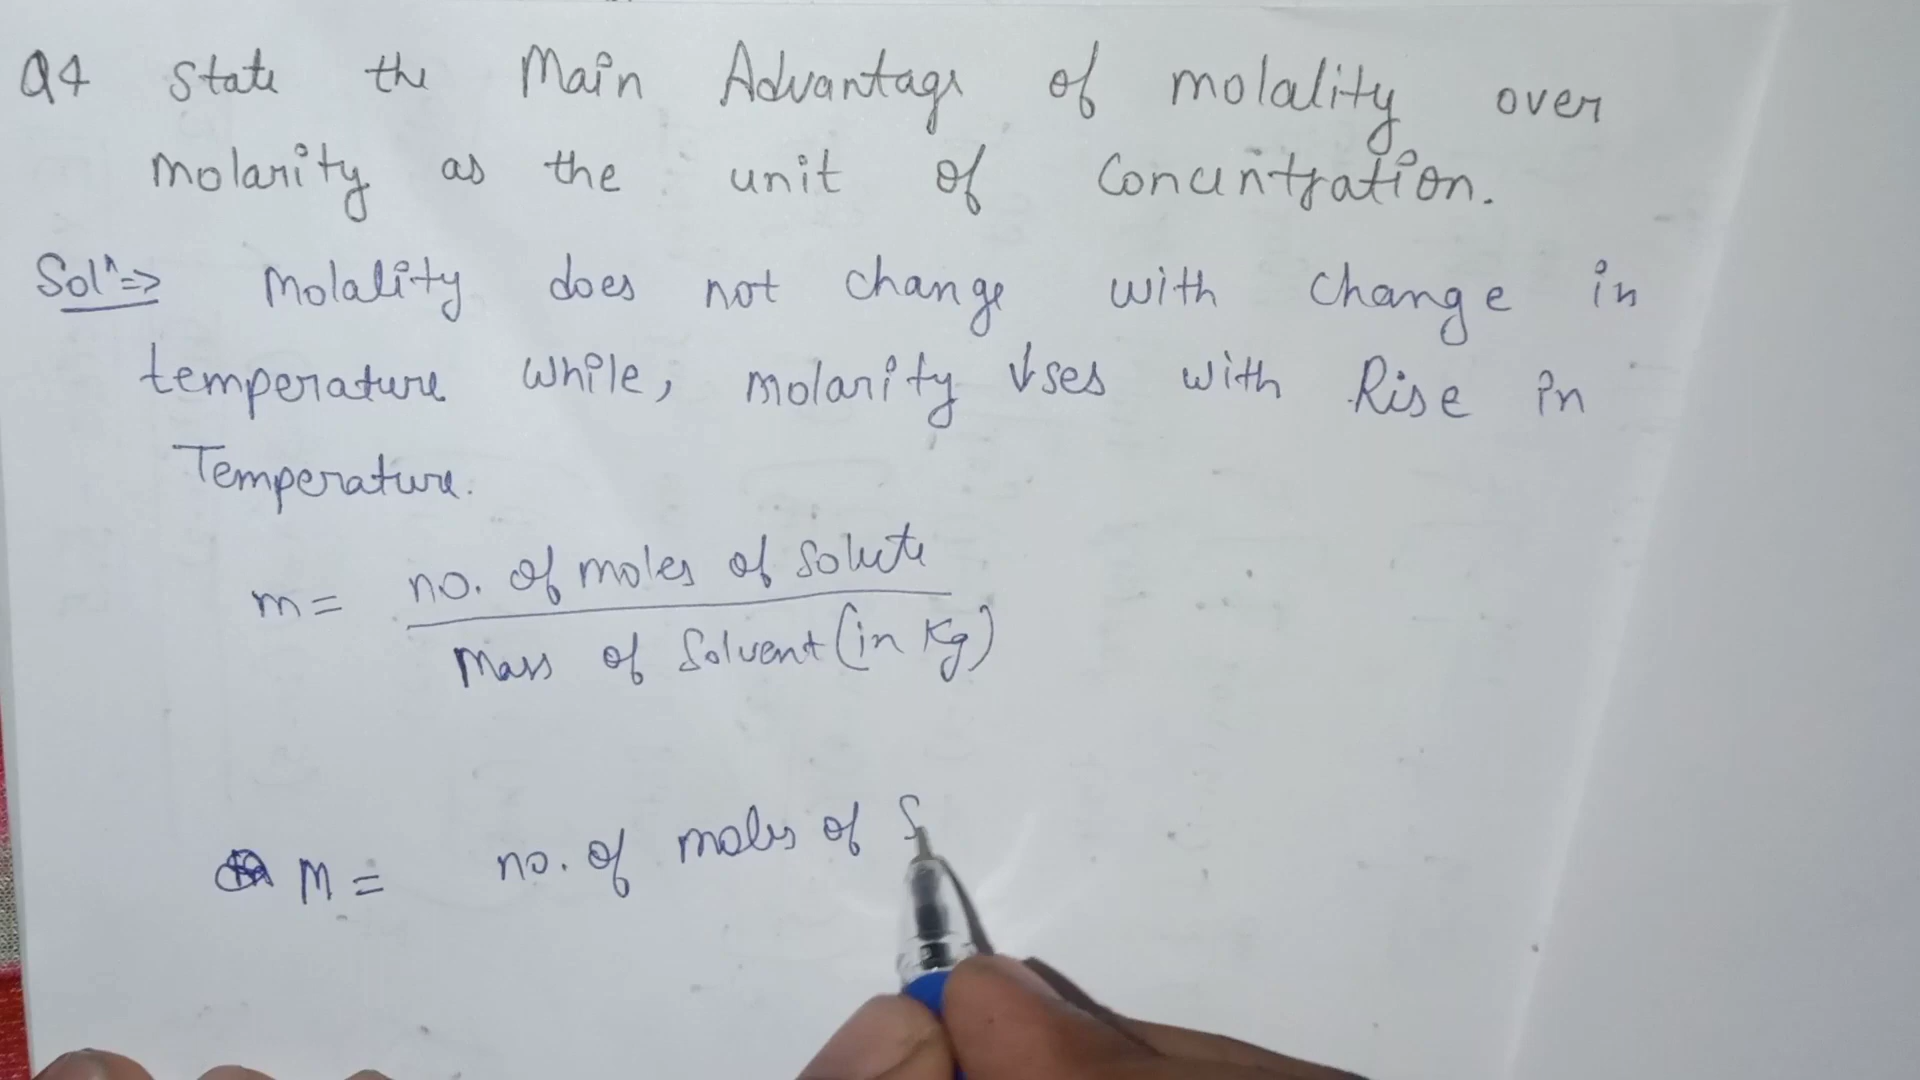 Q4 State the Main Advantage of molality over
molarity as the unit of Concentration.
Solⁿ=> Molality does not change with change in
temperature while, molarity ↓ses with Rise in
Temperature.
m = no. of moles of Solute
Mass of Solvent (in Kg)
M = no. of moles of S